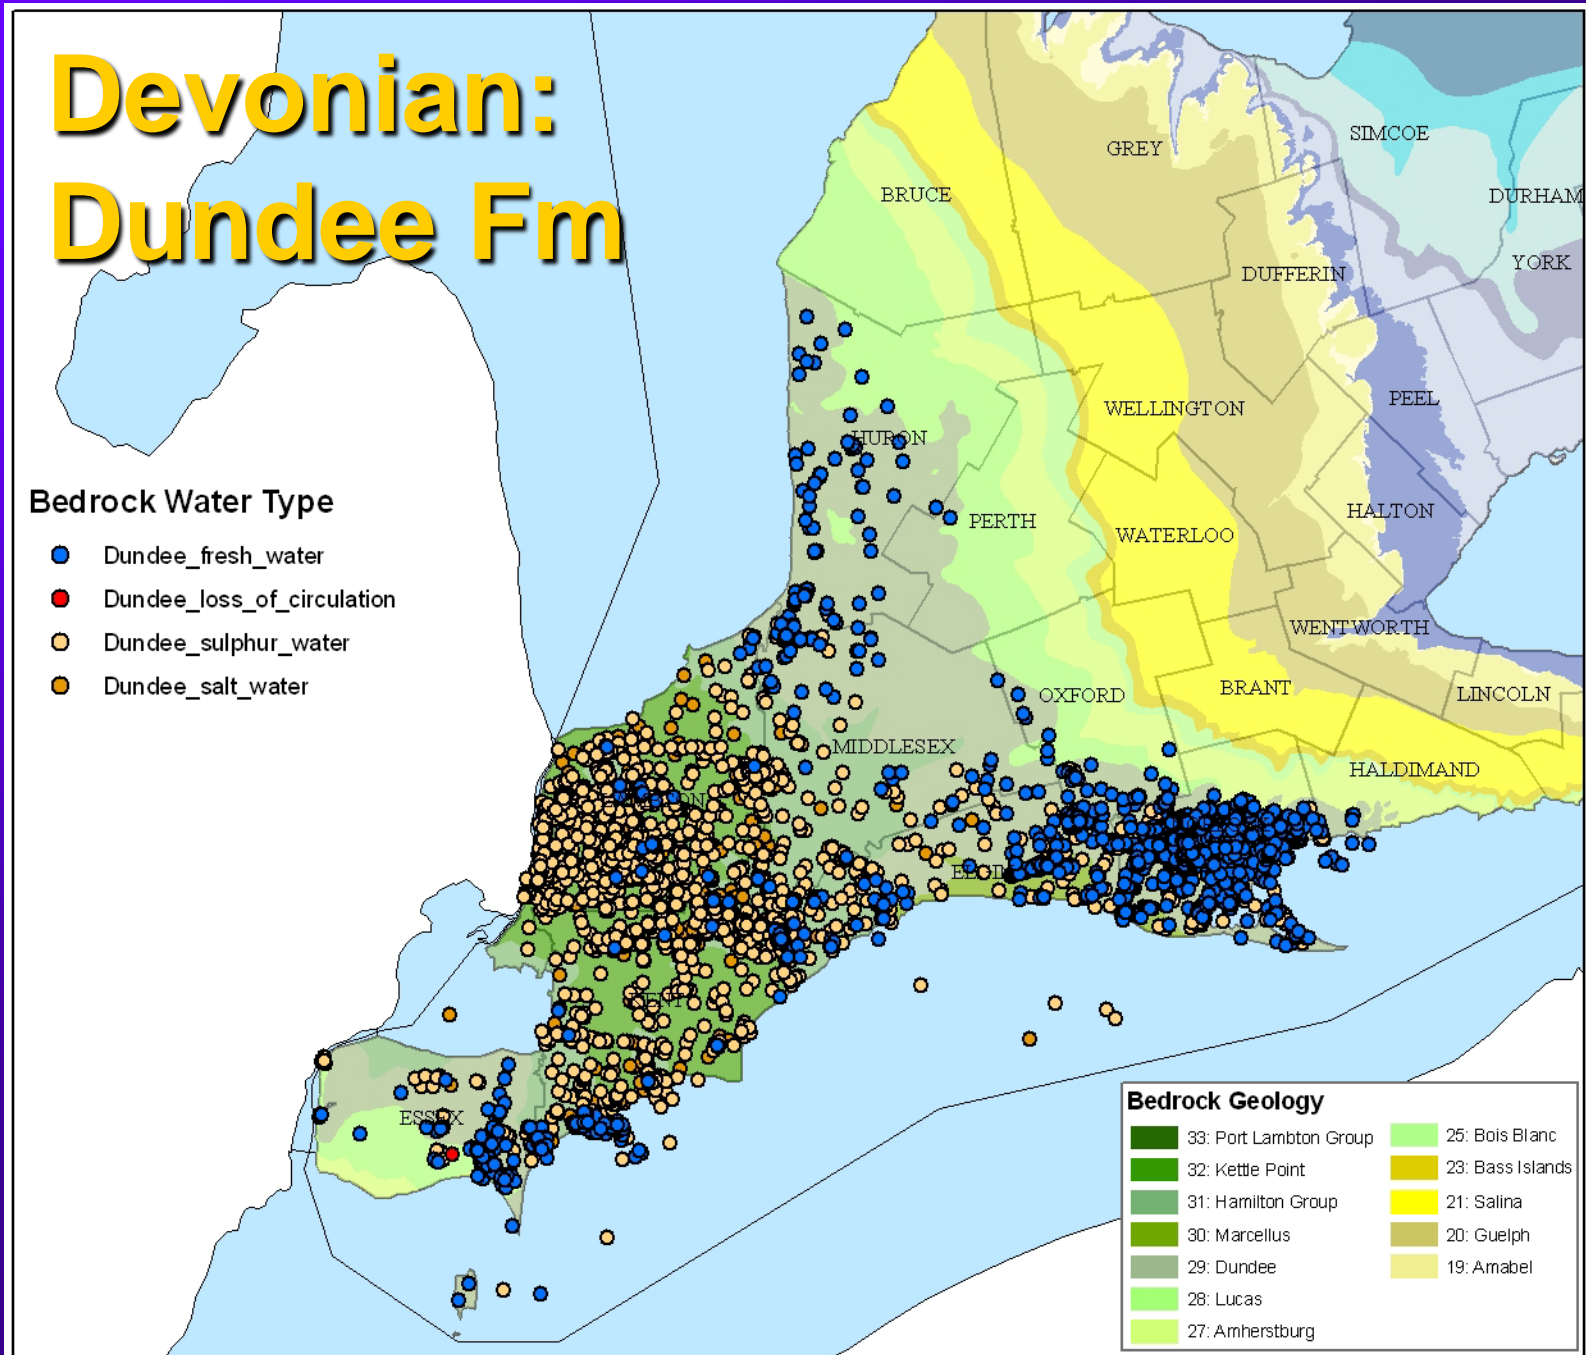 Devonian:
Dundee Fm
Bedrock Water Type
Dundee_fresh_water
Dundee_loss_of_circulation
Dundee_sulphur_water
Dundee_salt_water
SIMCOE
GREY
BRUCE
DURHAM
YORK
DUFFERIN
PEEL
WELLINGTON
HURON
HALTON
PERTH
WATERLOO
WENTWORTH
BRANT
LINCOLN
OXFORD
MIDDLESEX
HALDIMAND
KENT
ESSEX
Bedrock Geology
33: Port Lambton Group
32: Kettle Point
31: Hamilton Group
30: Marcellus
29: Dundee
28: Lucas
27: Amherstburg
25: Bois Blanc
23: Bass Islands
21: Salina
20: Guelph
19: Amabel